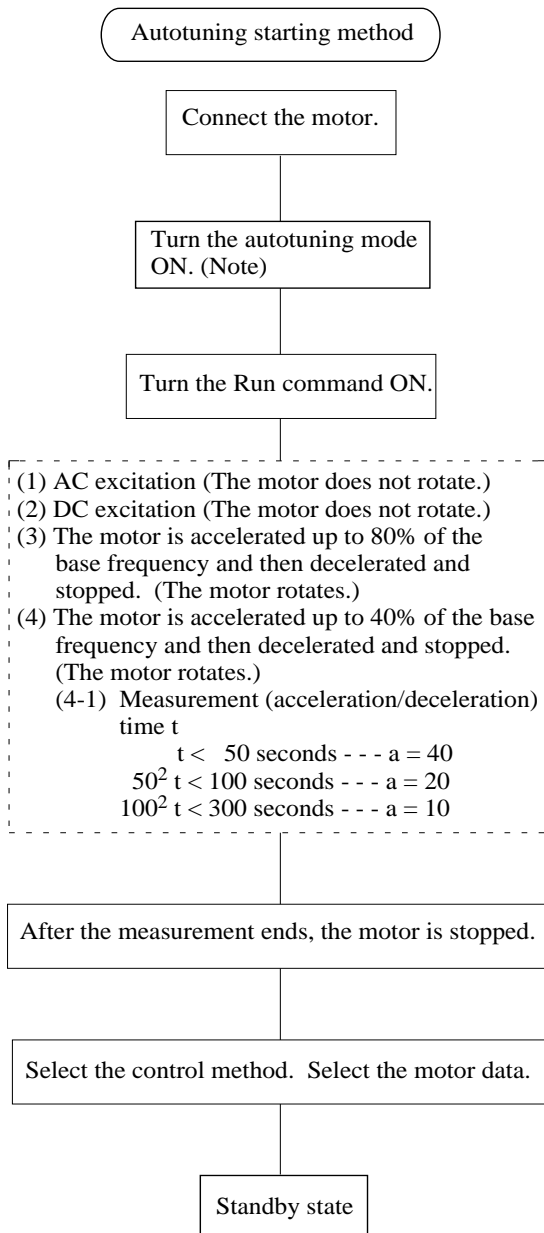 Autotuning starting method
Connect the motor.
Turn the autotuning mode
ON. (Note)
Turn the Run command ON.
(1) AC excitation (The motor does not rotate.)
(2) DC excitation (The motor does not rotate.)
(3) The motor is accelerated up to 80% of the
base frequency and then decelerated and
stopped. (The motor rotates.)
(4) The motor is accelerated up to 40% of the base
frequency and then decelerated and stopped.
(The motor rotates.)
(4-1) Measurement (acceleration/deceleration)
time t
t < 50 seconds - - - a = 40
50² t < 100 seconds - - - a = 20
100² t < 300 seconds - - - a = 10
After the measurement ends, the motor is stopped.
Select the control method. Select the motor data.
Standby state